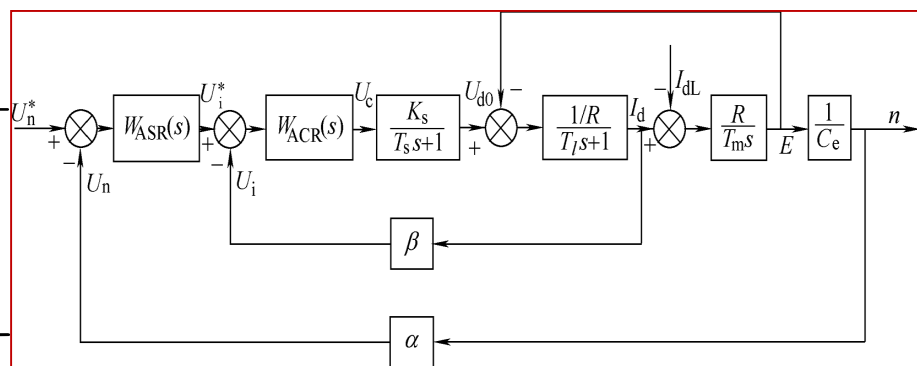 U*n
+
−
Un
WASR(s)
U*i
+
−
Ui
WACR(s)
Uc
Ks
Tss+1
Ud0
+
−
1/R
Tls+1
Id
+
−
IdL
R
Tms
E
1
Ce
n
β
α